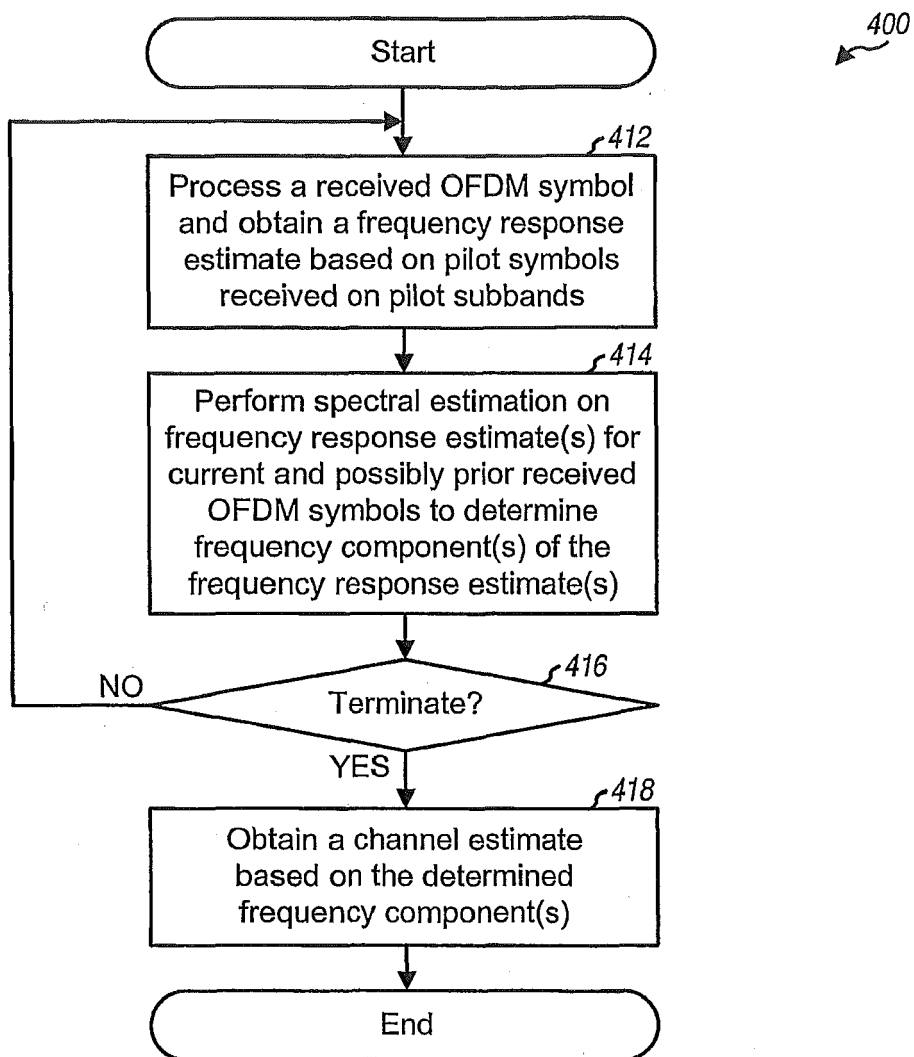 400
Start
412
Process a received OFDM symbol
and obtain a frequency response
estimate based on pilot symbols
received on pilot subbands
414
Perform spectral estimation on
frequency response estimate(s) for
current and possibly prior received
OFDM symbols to determine
frequency component(s) of the
frequency response estimate(s)
416
NO
Terminate?
YES
418
Obtain a channel estimate
based on the determined
frequency component(s)
End